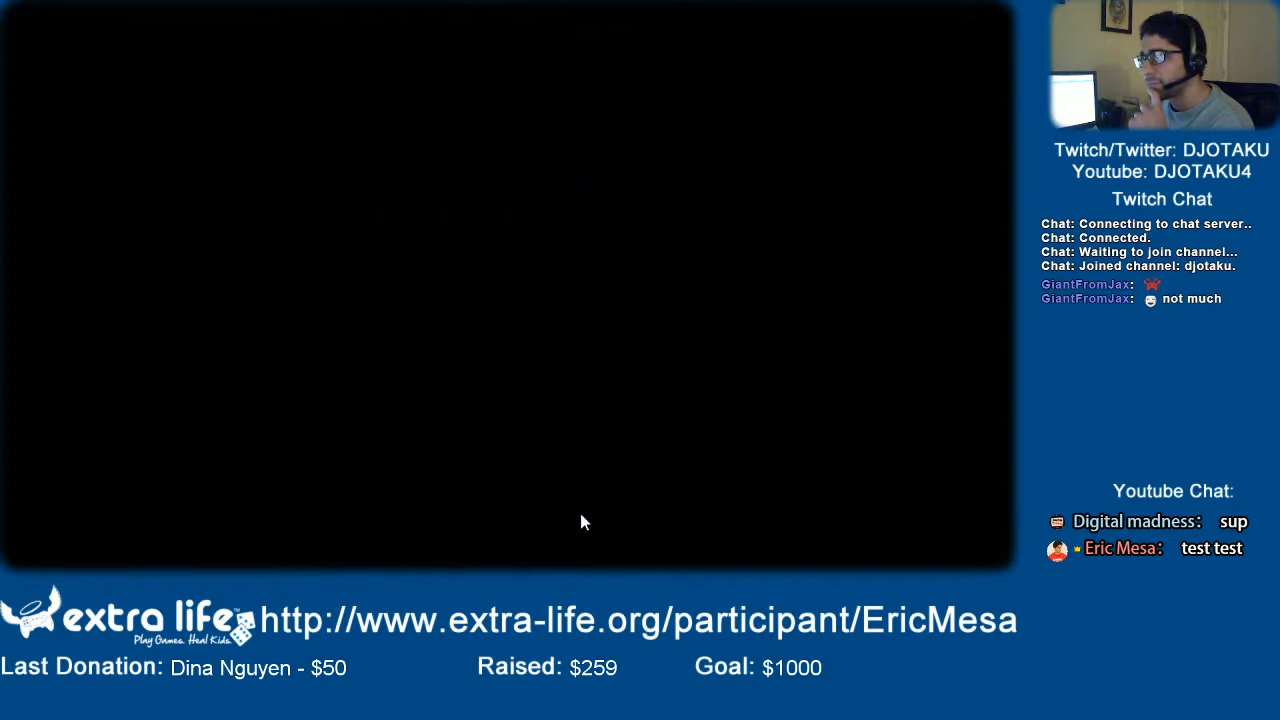 Twitch/Twitter: DJOTAKU
Youtube: DJOTAKU4
Twitch Chat
Chat: Connecting to chat server..
Chat: Connected.
Chat: Waiting to join channel...
Chat: Joined channel: djotaku.
GiantFromJax:
GiantFromJax: not much
Youtube Chat:
Digital madness: sup
Eric Mesa: test test
extra life™ http://www.extra-life.org/participant/EricMesa
Play Games. Heal Kids.
Last Donation: Dina Nguyen - $50 Raised: $259 Goal: $1000